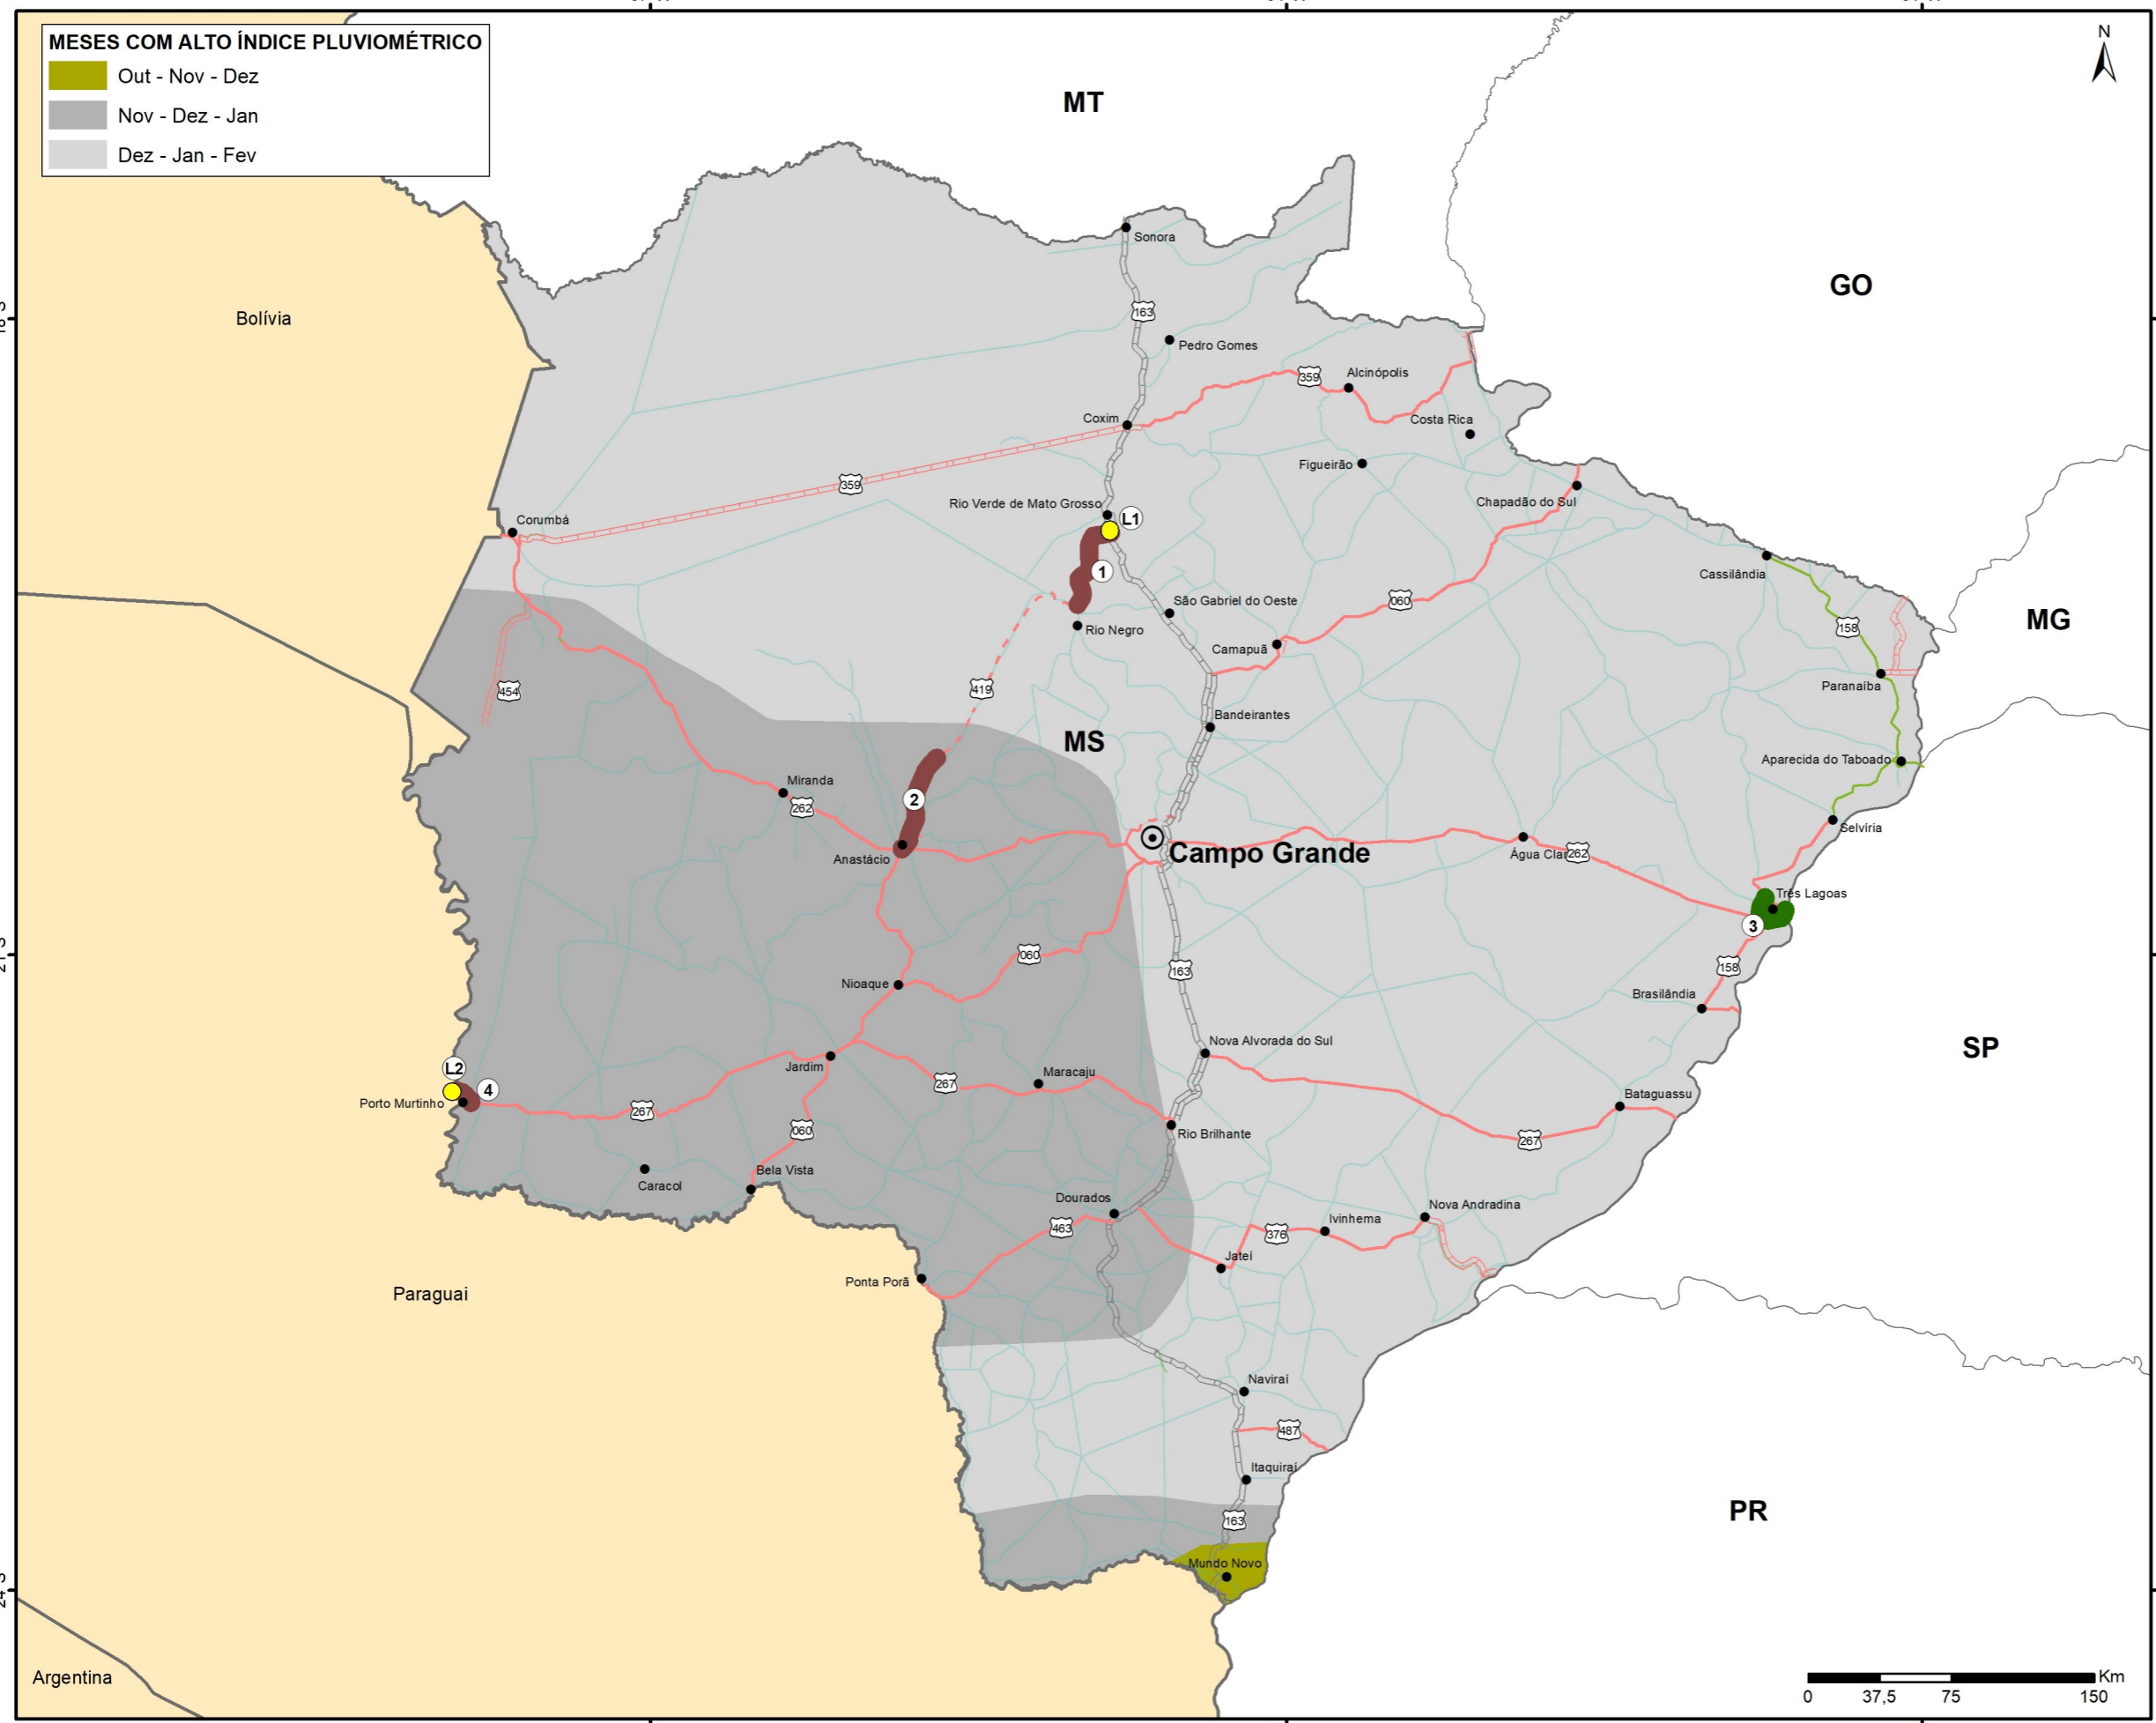 MESES COM ALTO ÍNDICE PLUVIOMÉTRICO
Out - Nov - Dez
Nov - Dez - Jan
Dez - Jan - Fev
N
MT
Sonora
Bolívia
GO
163
Pedro Gomes
359
Alcinópolis
Coxim
Costa Rica
Figueirão
359
Chapadão do Sul
Rio Verde de Mato Grosso
L1
Corumbá
1
Cassilândia
São Gabriel do Oeste
060
MG
Rio Negro
158
Camapuã
454
419
Paranaíba
Bandeirantes
MS
Aparecida do Taboado
Miranda
262
2
Selvíria
Anastácio
Campo Grande
Água Clar
262
Três Lagoas
3
060
163
158
Nioaque
Brasilândia
Nova Alvorada do Sul
SP
L2
Jardim
Maracaju
267
4
Porto Murtinho
267
Bataguassu
060
Rio Brilhante
267
Bela Vista
Caracol
Dourados
Nova Andradina
463
Ivinhema
376
Jateí
Ponta Porã
Paraguai
Naviraí
487
Itaquiraí
163
PR
Mundo Novo
Argentina
Km
0 37,5 75 150